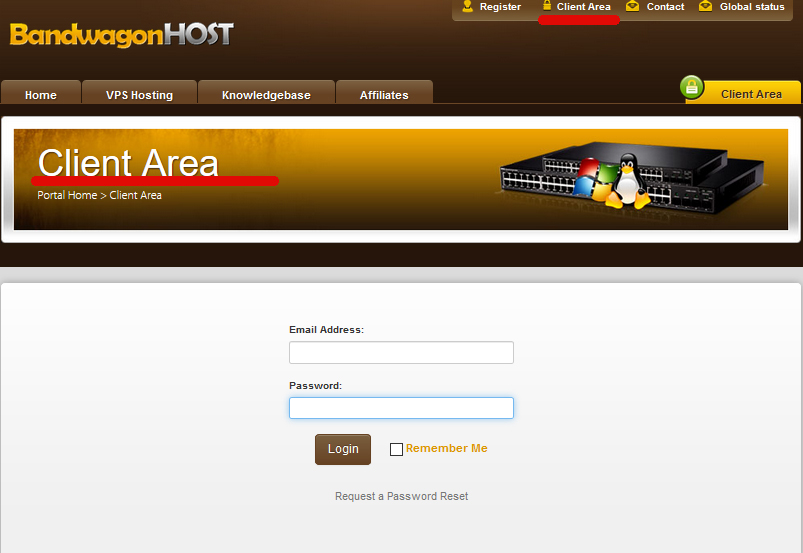 Register Client Area Contact Global status
BandwagonHOST
Home VPS Hosting Knowledgebase Affiliates Client Area
Client Area
Portal Home > Client Area
Email Address:
Password:
Login Remember Me
Request a Password Reset